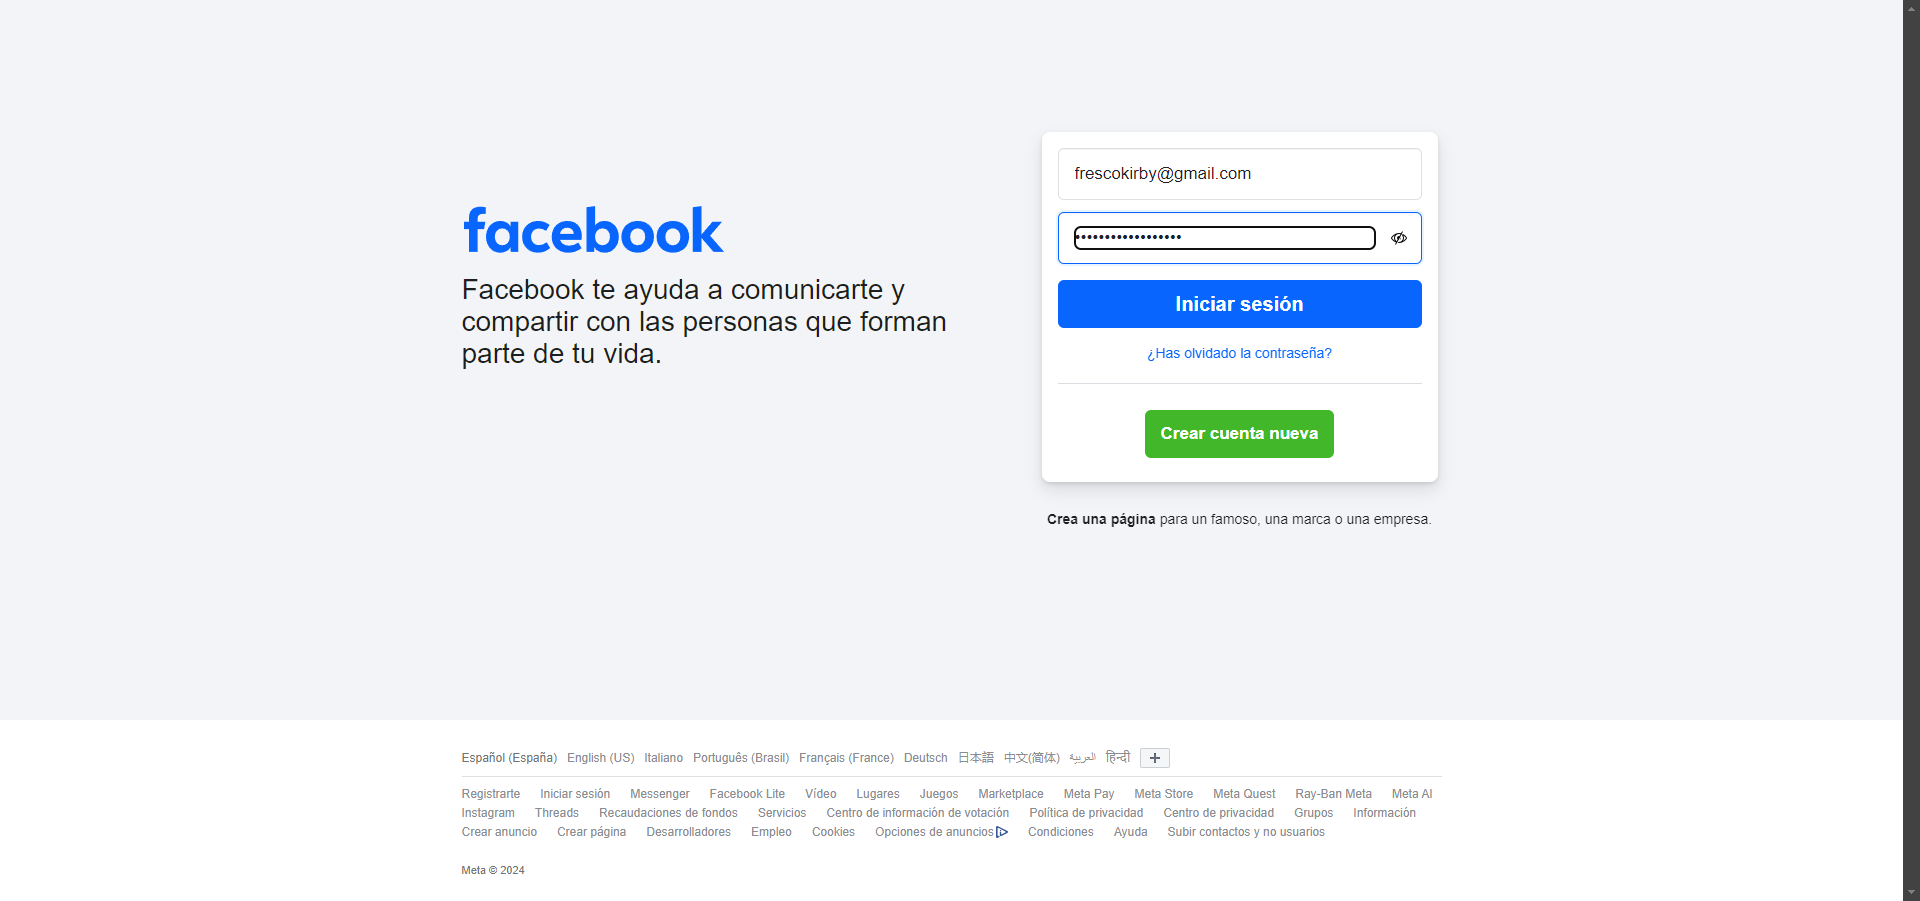 facebook
Facebook te ayuda a comunicarte y
compartir con las personas que forman
parte de tu vida.
frescokirby@gmail.com
••••••••••••••••••
Iniciar sesión
¿Has olvidado la contraseña?
Crear cuenta nueva
Crea una página para un famoso, una marca o una empresa.
Español (España) English (US) Italiano Português (Brasil) Français (France) Deutsch 日本語 中文(简体) العربية हिन्दी +
Registrarte Iniciar sesión Messenger Facebook Lite Vídeo Lugares Juegos Marketplace Meta Pay Meta Store Meta Quest Ray-Ban Meta Meta AI
Instagram Threads Recaudaciones de fondos Servicios Centro de información de votación Política de privacidad Centro de privacidad Grupos Información
Crear anuncio Crear página Desarrolladores Empleo Cookies Opciones de anuncios Condiciones Ayuda Subir contactos y no usuarios
Meta © 2024